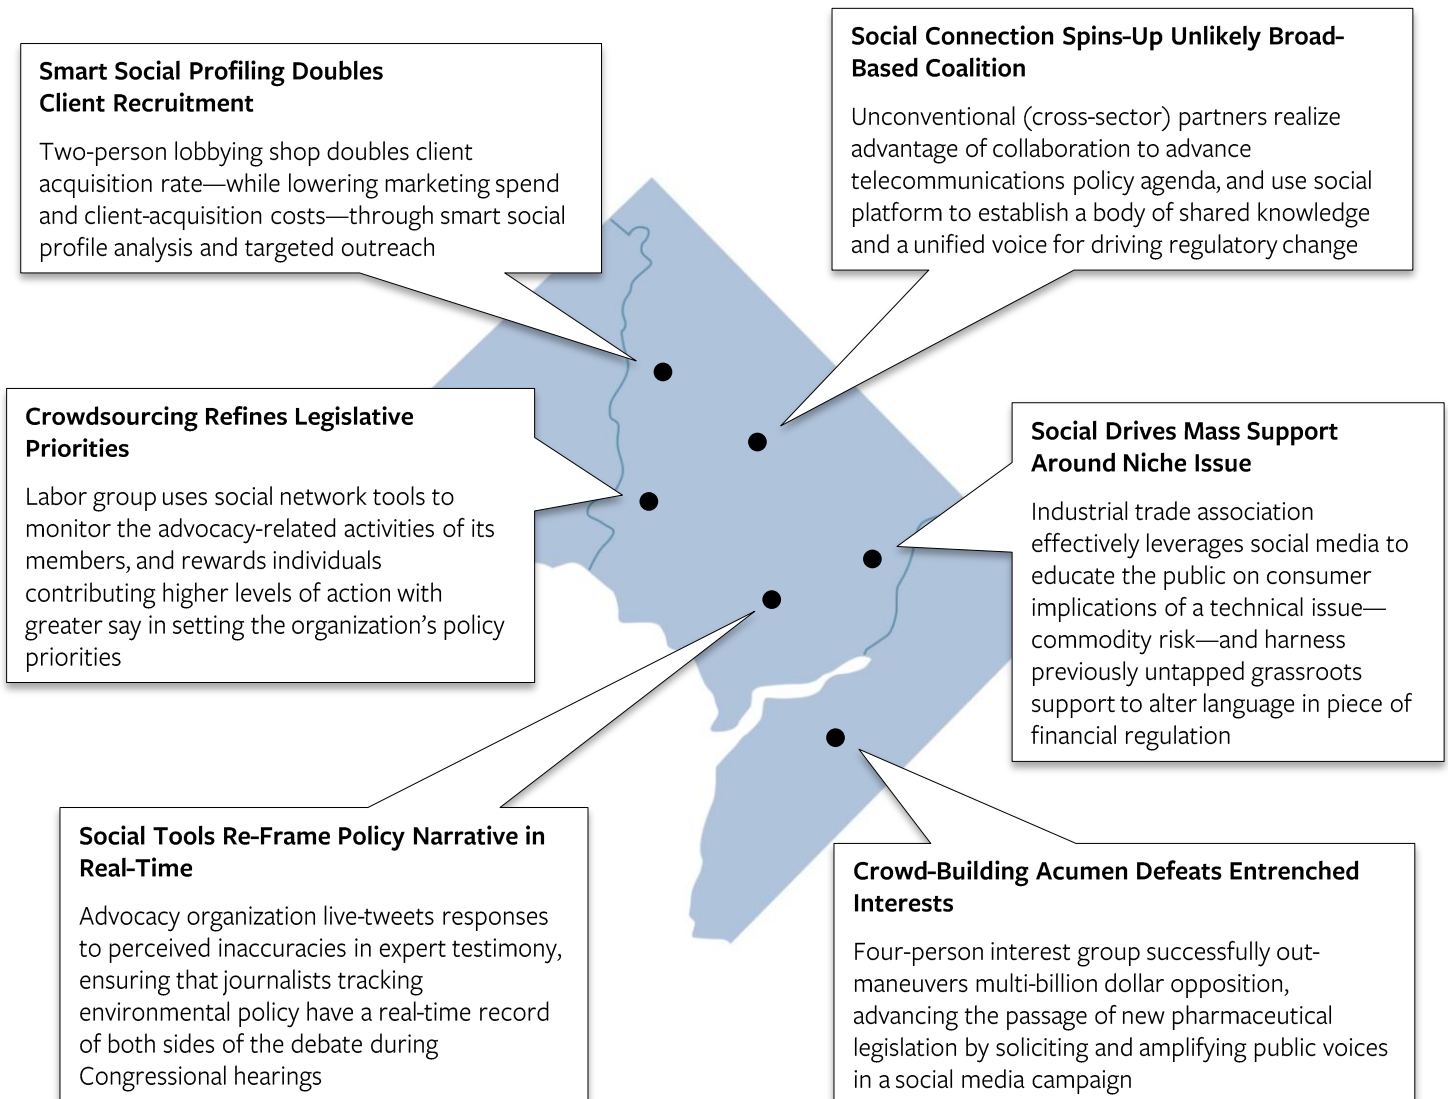 Smart Social Profiling Doubles
Client Recruitment
Two-person lobbying shop doubles client
acquisition rate—while lowering marketing spend
and client-acquisition costs—through smart social
profile analysis and targeted outreach
Social Connection Spins-Up Unlikely Broad-
Based Coalition
Unconventional (cross-sector) partners realize
advantage of collaboration to advance
telecommunications policy agenda, and use social
platform to establish a body of shared knowledge
and a unified voice for driving regulatory change
Crowdsourcing Refines Legislative
Priorities
Labor group uses social network tools to
monitor the advocacy-related activities of its
members, and rewards individuals
contributing higher levels of action with
greater say in setting the organization's policy
priorities
Social Drives Mass Support
Around Niche Issue
Industrial trade association
effectively leverages social media to
educate the public on consumer
implications of a technical issue—
commodity risk—and harness
previously untapped grassroots
support to alter language in piece of
financial regulation
Social Tools Re-Frame Policy Narrative in
Real-Time
Advocacy organization live-tweets responses
to perceived inaccuracies in expert testimony,
ensuring that journalists tracking
environmental policy have a real-time record
of both sides of the debate during
Congressional hearings
Crowd-Building Acumen Defeats Entrenched
Interests
Four-person interest group successfully out-
maneuvers multi-billion dollar opposition,
advancing the passage of new pharmaceutical
legislation by soliciting and amplifying public voices
in a social media campaign